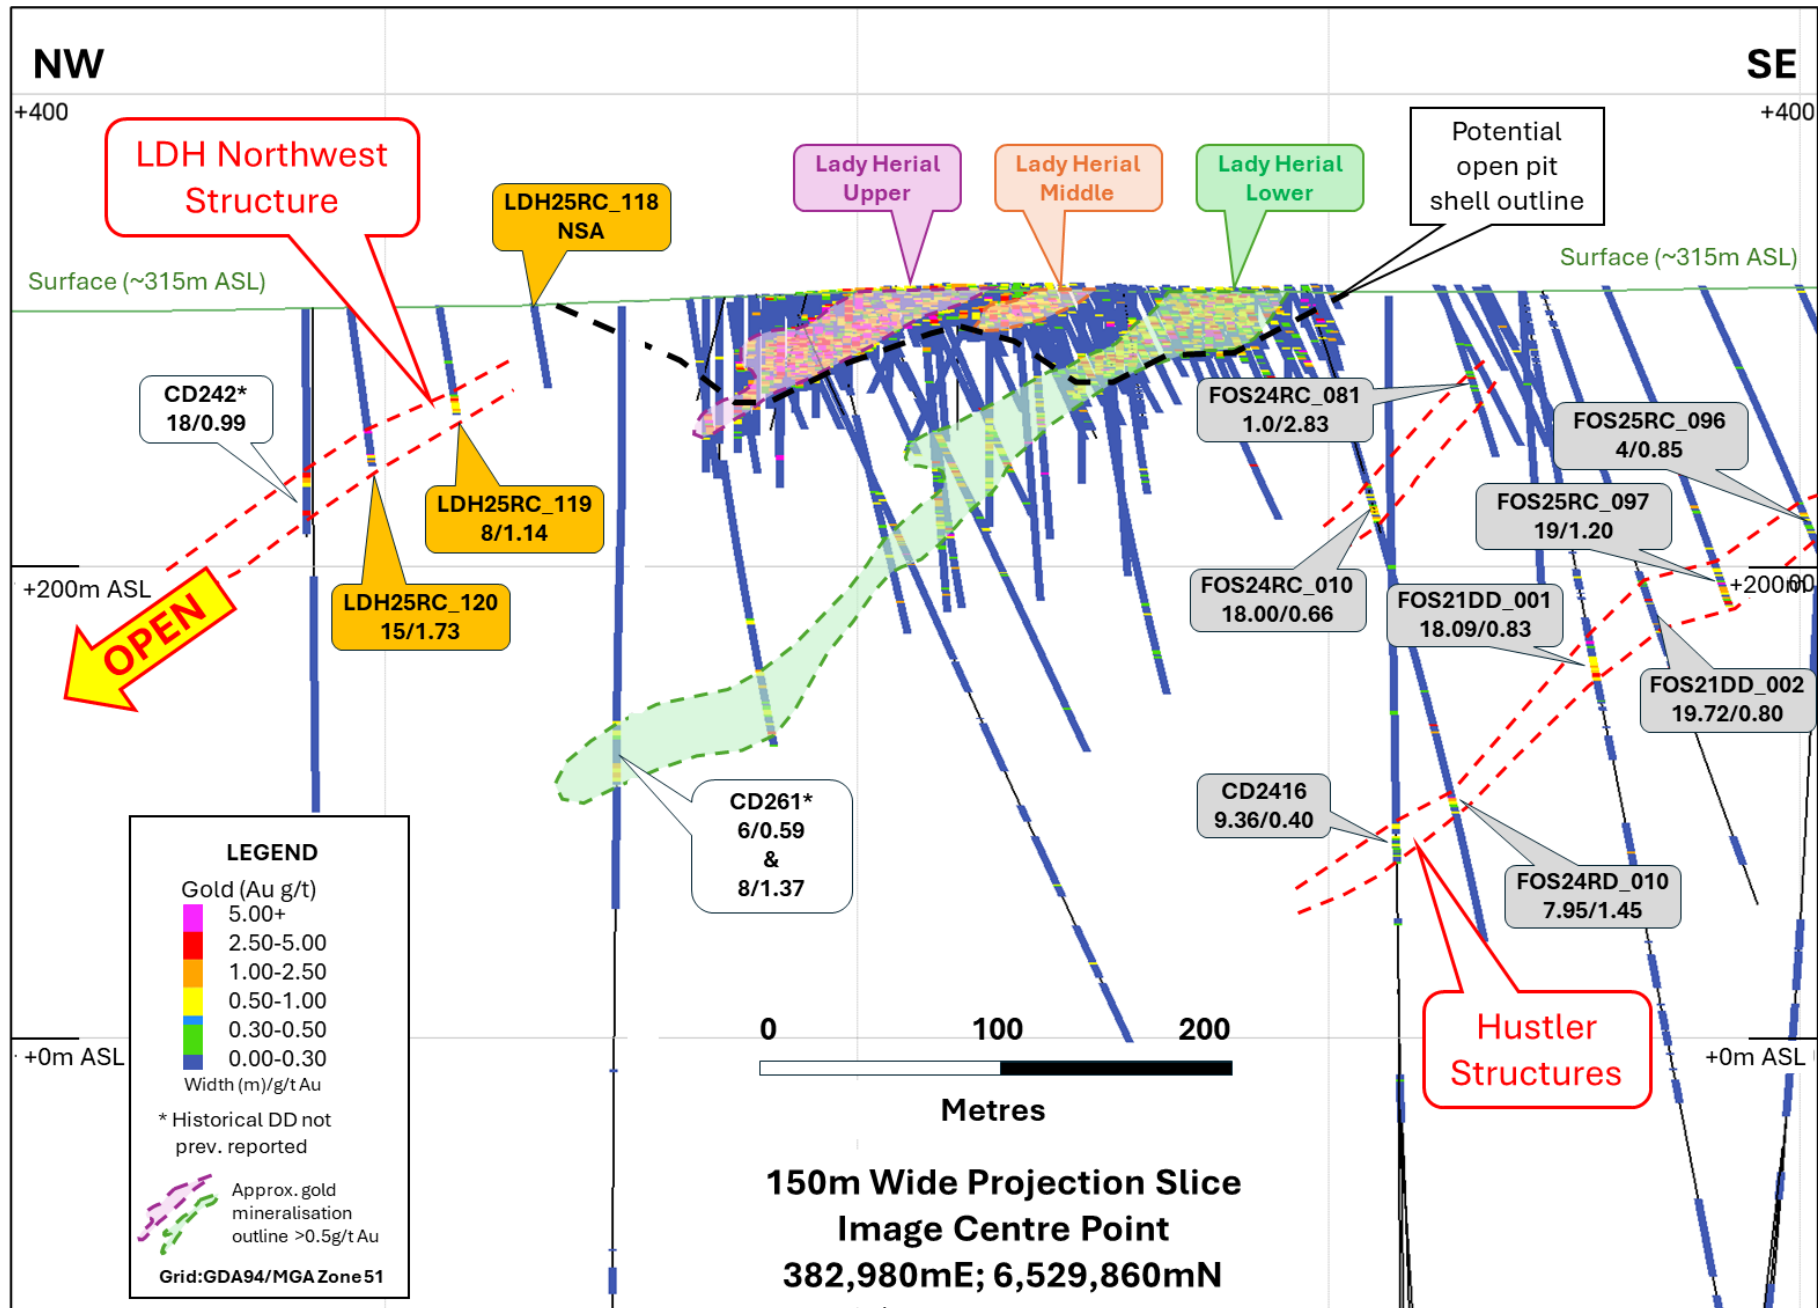 NW
SE
+400
+400
LDH Northwest
Structure
LDH25RC_118
NSA
Lady Herial
Upper
Lady Herial
Middle
Lady Herial
Lower
Potential
open pit
shell outline
Surface (~315m ASL)
Surface (~315m ASL)
CD242*
18/0.99
FOS24RC_081
1.0/2.83
FOS25RC_096
4/0.85
LDH25RC_119
8/1.14
FOS25RC_097
19/1.20
+200m ASL
+200m
LDH25RC_120
15/1.73
FOS24RC_010
18.00/0.66
FOS21DD_001
18.09/0.83
OPEN
FOS21DD_002
19.72/0.80
CD261*
6/0.59
&
8/1.37
CD2416
9.36/0.40
FOS24RD_010
7.95/1.45
LEGEND
Gold (Au g/t)
5.00+
2.50-5.00
1.00-2.50
0.50-1.00
0.30-0.50
0.00-0.30
Width (m)/g/t Au
* Historical DD not
prev. reported
Approx. gold
mineralisation
outline >0.5g/t Au
Grid:GDA94/MGA Zone 51
+0m ASL
+0m ASL
0 100 200
Metres
Hustler
Structures
150m Wide Projection Slice
Image Centre Point
382,980mE; 6,529,860mN